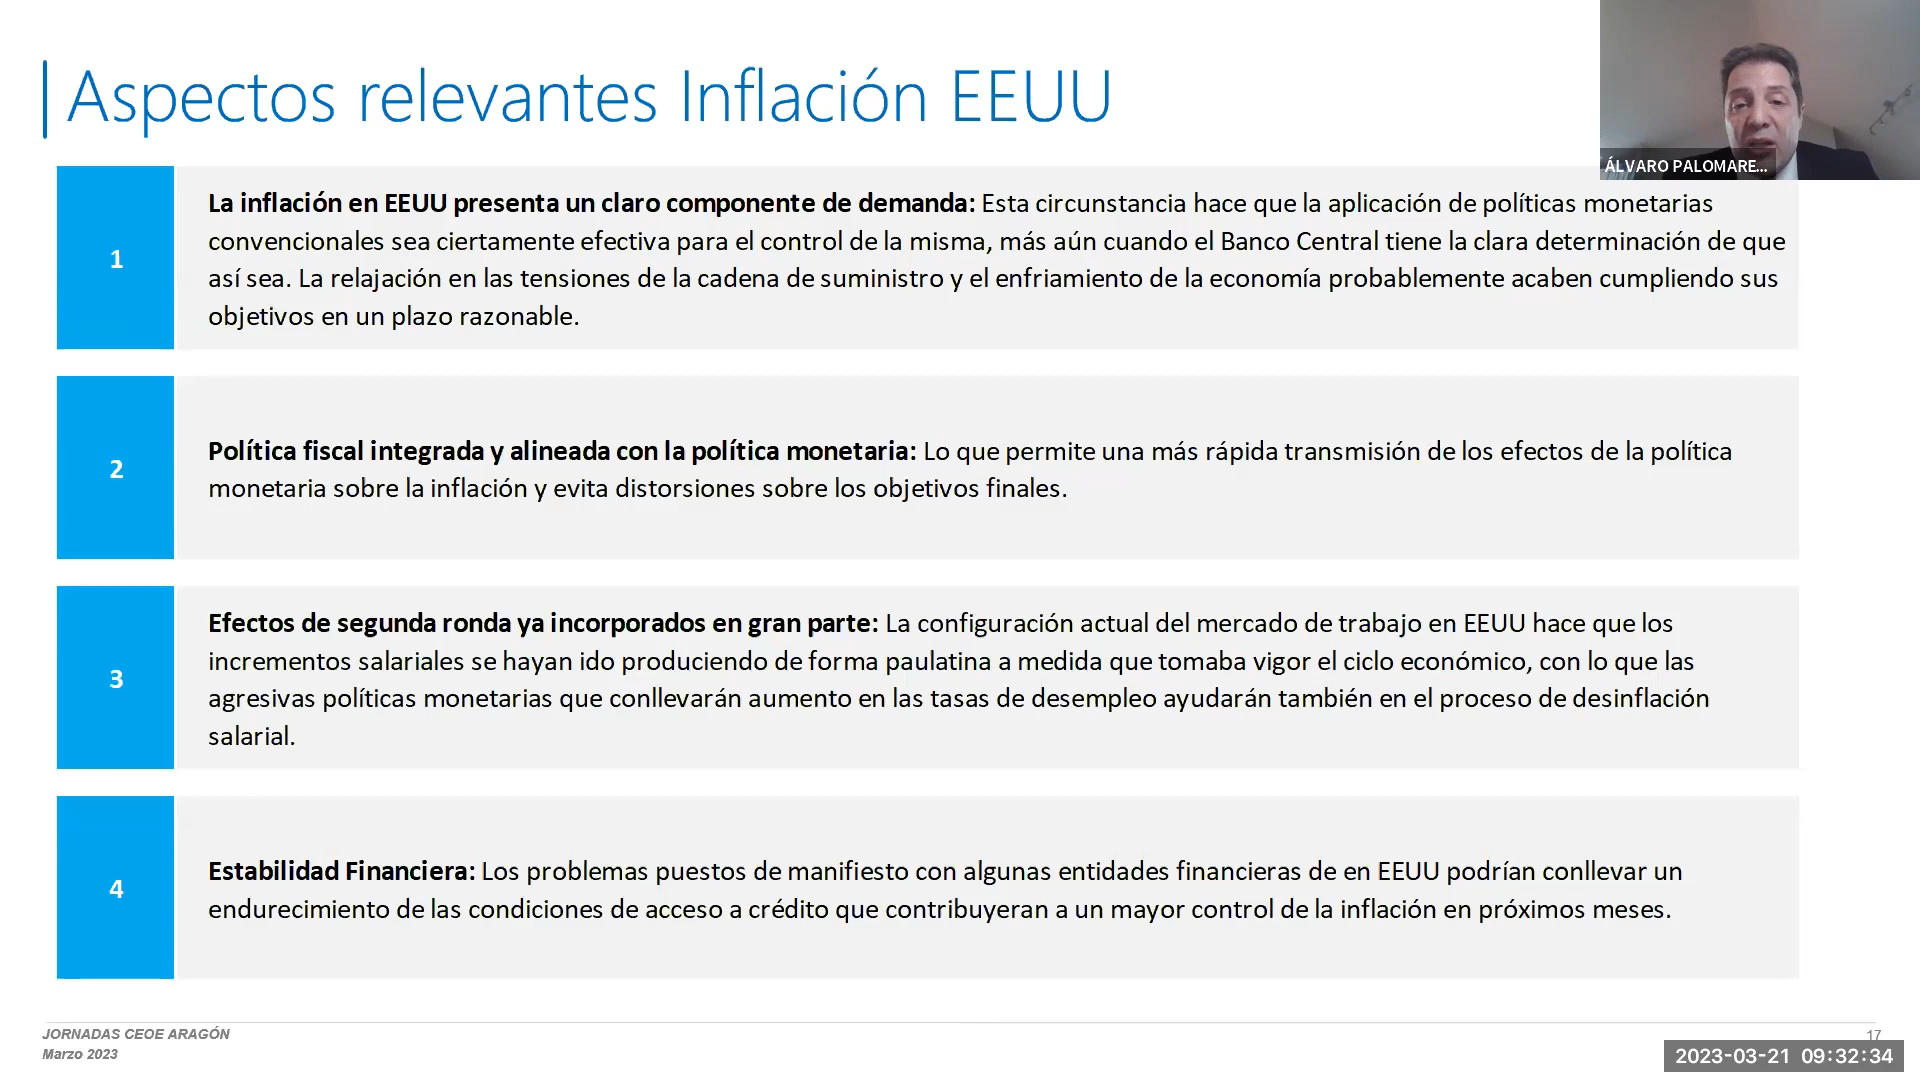 Aspectos relevantes Inflación EEUU
ÁLVARO PALOMARE...
1
La inflación en EEUU presenta un claro componente de demanda: Esta circunstancia hace que la aplicación de políticas monetarias
convencionales sea ciertamente efectiva para el control de la misma, más aún cuando el Banco Central tiene la clara determinación de que
así sea. La relajación en las tensiones de la cadena de suministro y el enfriamiento de la economía probablemente acaben cumpliendo sus
objetivos en un plazo razonable.
2
Política fiscal integrada y alineada con la política monetaria: Lo que permite una más rápida transmisión de los efectos de la política
monetaria sobre la inflación y evita distorsiones sobre los objetivos finales.
3
Efectos de segunda ronda ya incorporados en gran parte: La configuración actual del mercado de trabajo en EEUU hace que los
incrementos salariales se hayan ido produciendo de forma paulatina a medida que tomaba vigor el ciclo económico, con lo que las
agresivas políticas monetarias que conllevarán aumento en las tasas de desempleo ayudarán también en el proceso de desinflación
salarial.
4
Estabilidad Financiera: Los problemas puestos de manifiesto con algunas entidades financieras de en EEUU podrían conllevar un
endurecimiento de las condiciones de acceso a crédito que contribuyeran a un mayor control de la inflación en próximos meses.
JORNADAS CEOE ARAGÓN
Marzo 2023
17
2023-03-21 09:32:34